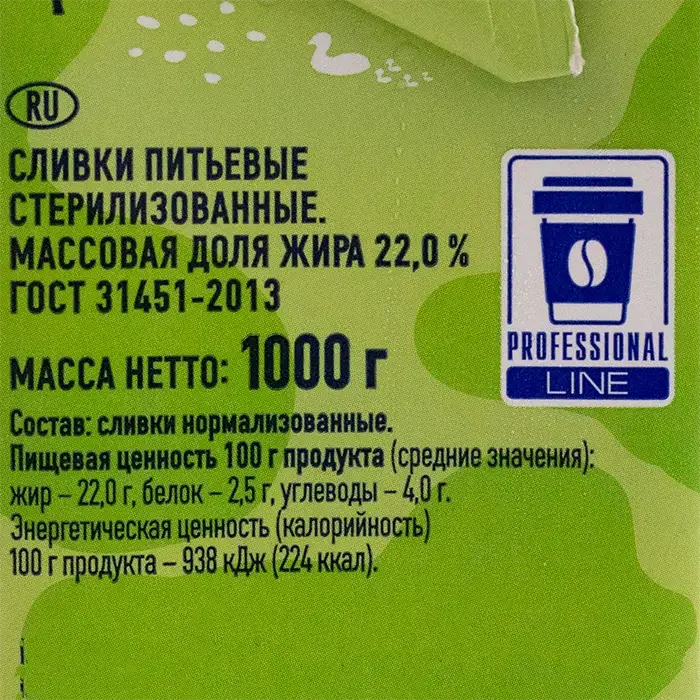 RU
СЛИВКИ ПИТЬЕВЫЕ
СТЕРИЛИЗОВАННЫЕ.
МАССОВАЯ ДОЛЯ ЖИРА 22,0 %
ГОСТ 31451-2013
МАССА НЕТТО: 1000 г
Состав: сливки нормализованные.
Пищевая ценность 100 г продукта (средние значения):
жир – 22,0 г, белок – 2,5 г, углеводы – 4,0 г.
Энергетическая ценность (калорийность)
100 г продукта – 938 кДж (224 ккал).
PROFESSIONAL
LINE